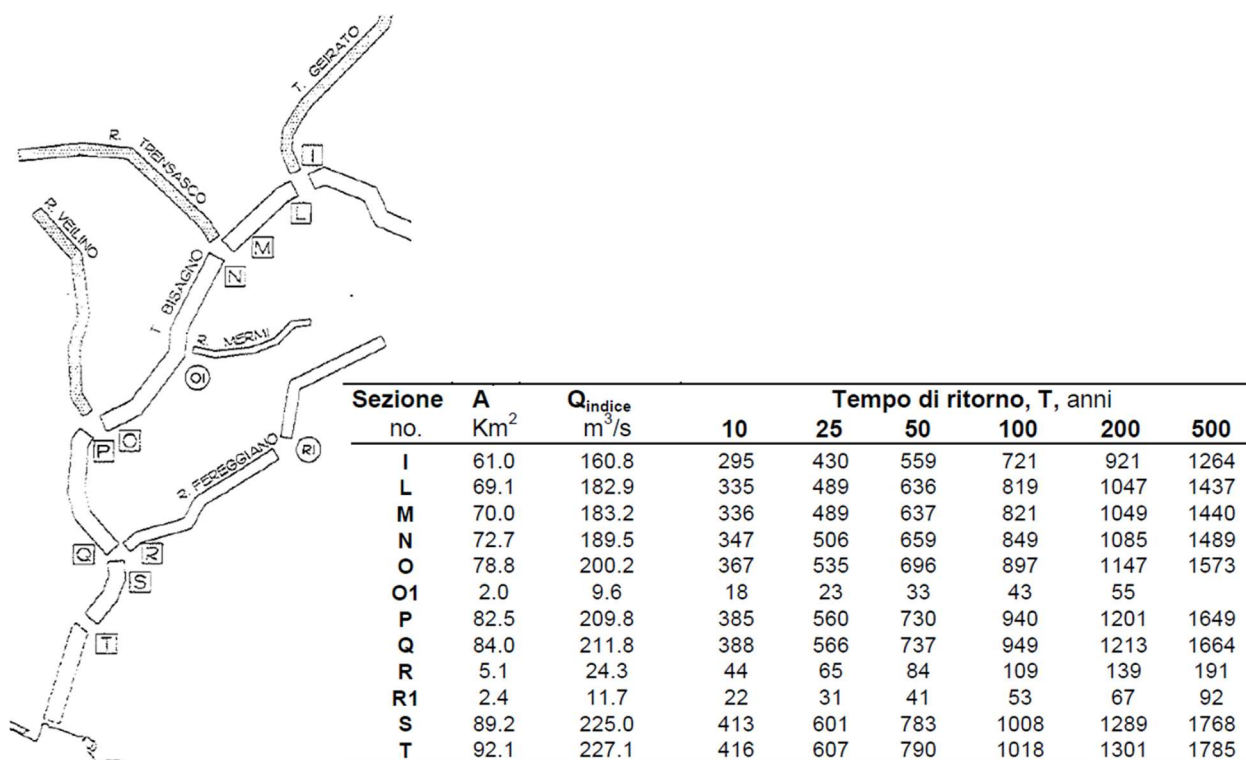 T. GEIRATO
R. TRENSASCO
I
R. VEILINO
L
M
T. BISAGNO
N
R. MERMI
O1
O
P
R. FEREGGIANO
R1
Q
R
S
T
Sezione A Qindice Tempo di ritorno, T, anni
no. Km² m³/s 10 25 50 100 200 500
I 61.0 160.8 295 430 559 721 921 1264
L 69.1 182.9 335 489 636 819 1047 1437
M 70.0 183.2 336 489 637 821 1049 1440
N 72.7 189.5 347 506 659 849 1085 1489
O 78.8 200.2 367 535 696 897 1147 1573
O1 2.0 9.6 18 23 33 43 55
P 82.5 209.8 385 560 730 940 1201 1649
Q 84.0 211.8 388 566 737 949 1213 1664
R 5.1 24.3 44 65 84 109 139 191
R1 2.4 11.7 22 31 41 53 67 92
S 89.2 225.0 413 601 783 1008 1289 1768
T 92.1 227.1 416 607 790 1018 1301 1785